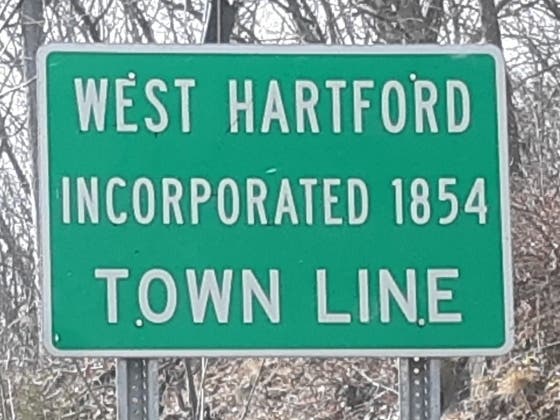 WEST HARTFORD
INCORPORATED 1854
TOWN LINE